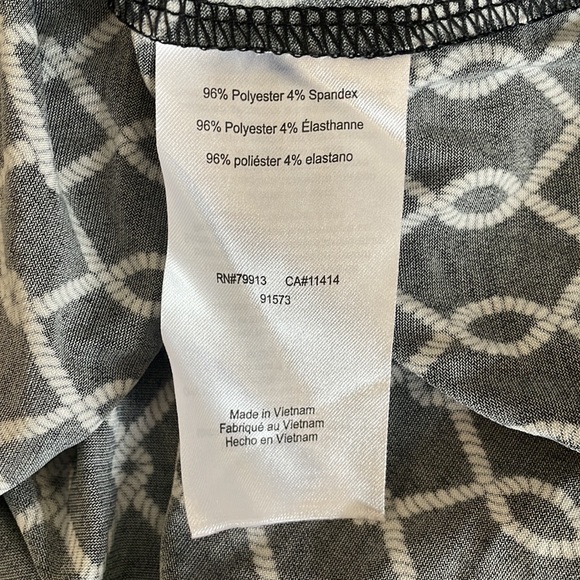 96% Polyester 4% Spandex
96% Polyester 4% Élasthanne
96% poliéster 4% elastano
RN#79913 CA#11414
91573
Made in Vietnam
Fabriqué au Vietnam
Hecho en Vietnam